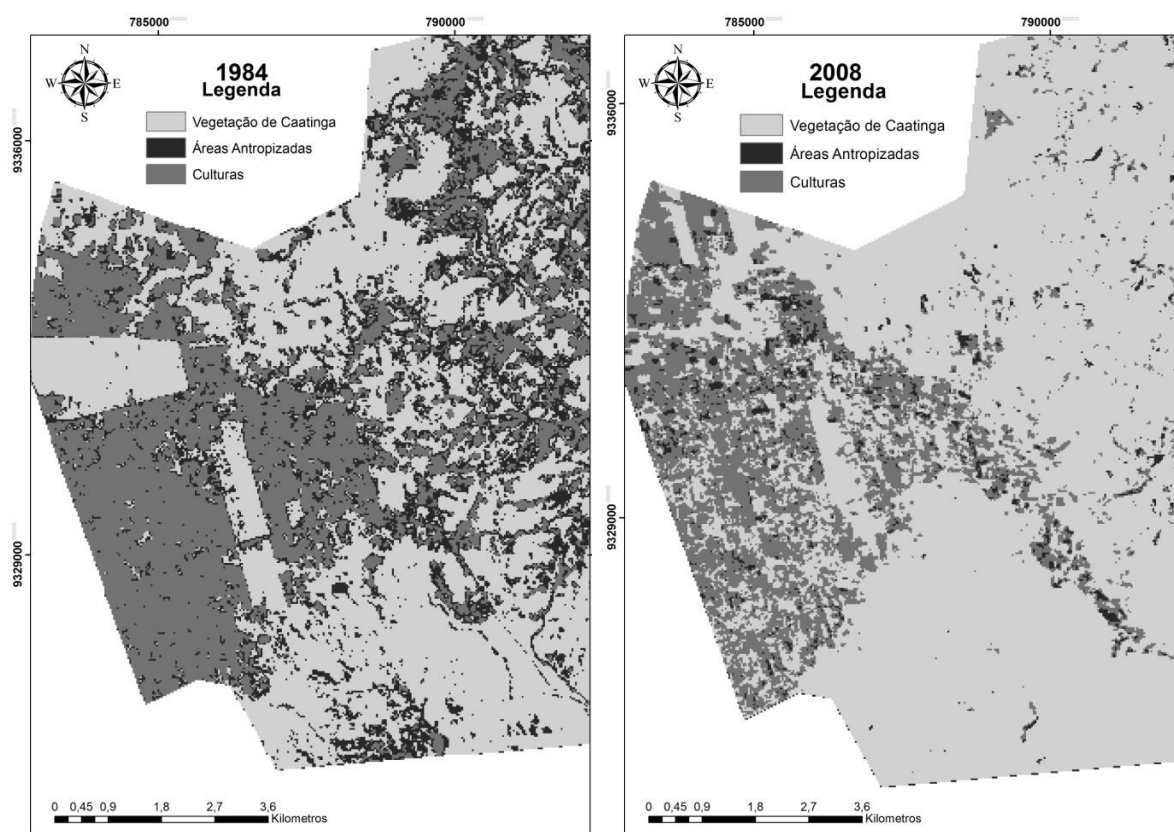 785000
790000
9336000
9329000
N
W E
S
1984
Legenda
Vegetação de Caatinga
Áreas Antropizadas
Culturas
0 0,45 0,9 1,8 2,7 3,6
Kilometros
785000
790000
9336000
9329000
N
W E
S
2008
Legenda
Vegetação de Caatinga
Áreas Antropizadas
Culturas
0 0,45 0,9 1,8 2,7 3,6
Kilometros